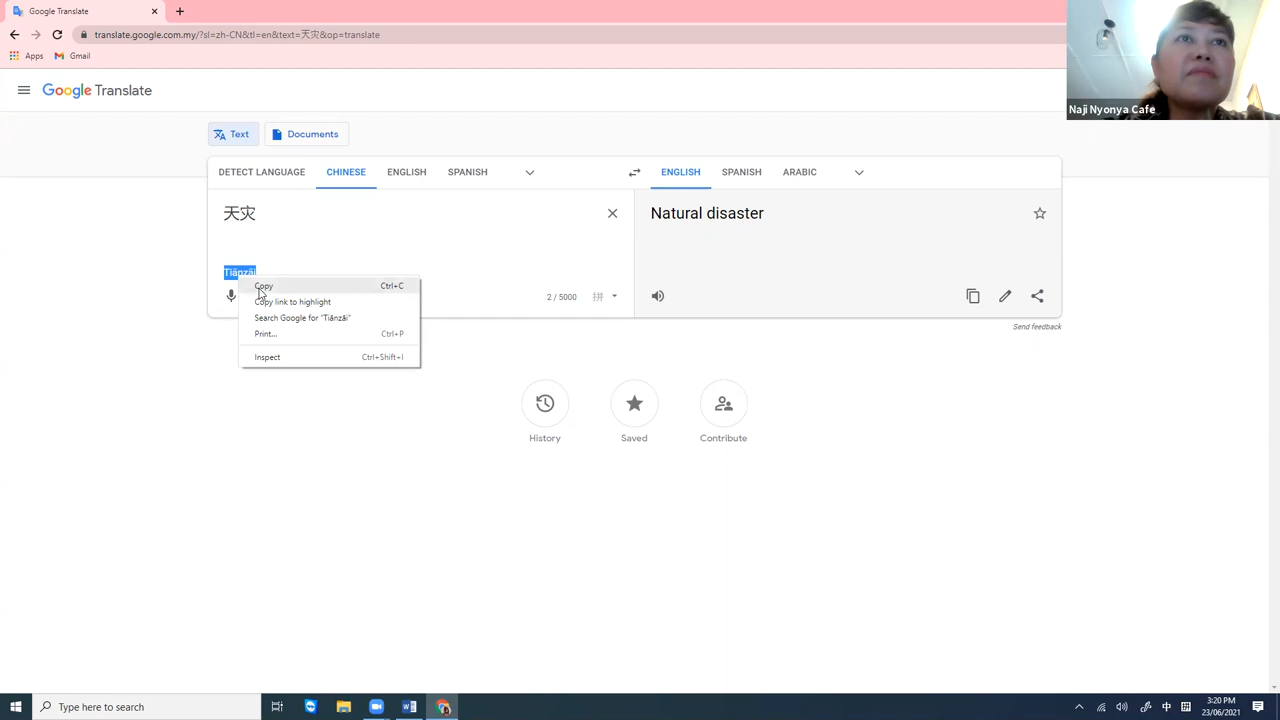 Google Translate
translate.google.com.my/?sl=zh-CN&tl=en&text=天灾&op=translate
Apps Gmail
Google Translate
Naji Nyonya Cafe
Text Documents
DETECT LANGUAGE CHINESE ENGLISH SPANISH ENGLISH SPANISH ARABIC
天灾 Natural disaster
Tiānzāi
Copy Ctrl+C
Copy link to highlight
Search Google for "Tiānzāi"
Print... Ctrl+P
Inspect Ctrl+Shift+I
2 / 5000 拼
Send feedback
History Saved Contribute
Type here to search
中
3:20 PM
23/06/2021